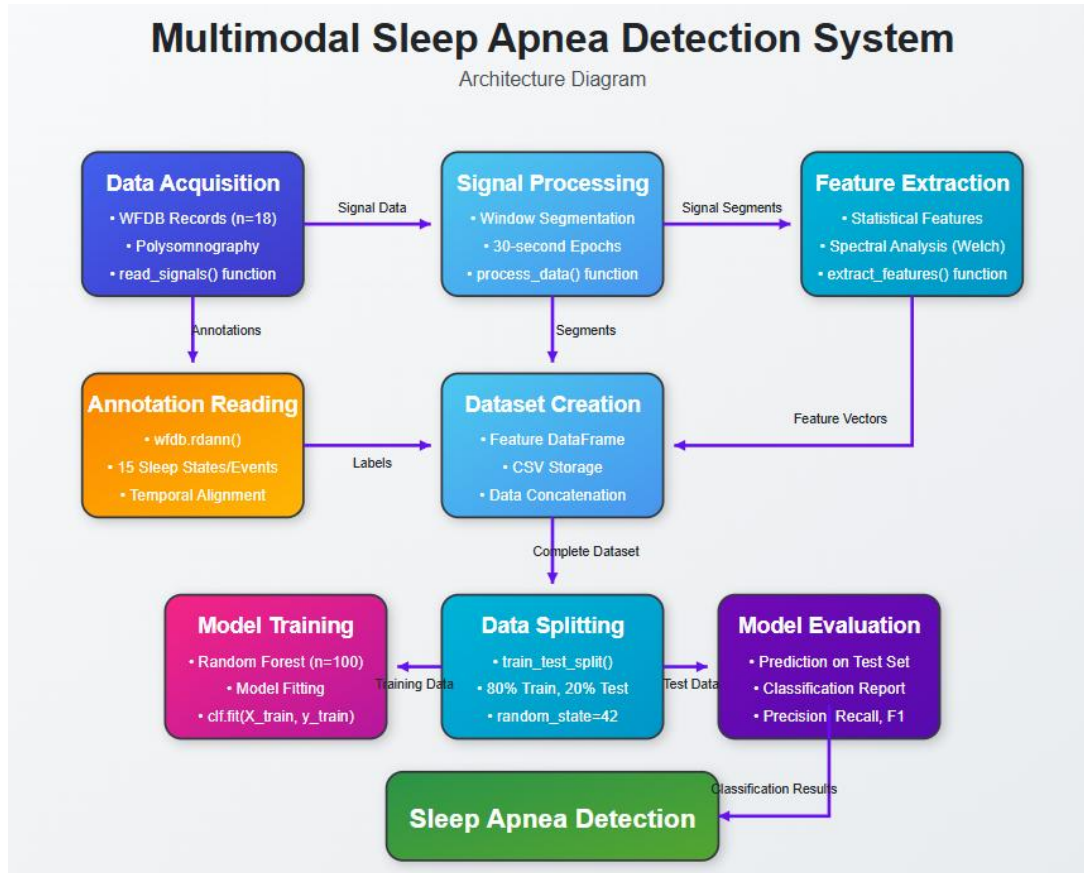 Multimodal Sleep Apnea Detection System
Architecture Diagram
Data Acquisition
• WFDB Records (n=18)
• Polysomnography
• read_signals() function
Signal Data
Signal Processing
• Window Segmentation
• 30-second Epochs
• process_data() function
Signal Segments
Feature Extraction
• Statistical Features
• Spectral Analysis (Welch)
• extract_features() function
Annotations
Segments
Annotation Reading
• wfdb.rdann()
• 15 Sleep States/Events
• Temporal Alignment
Labels
Dataset Creation
• Feature DataFrame
• CSV Storage
• Data Concatenation
Feature Vectors
Complete Dataset
Model Training
• Random Forest (n=100)
• Model Fitting
• clf.fit(X_train, y_train)
Training Data
Data Splitting
• train_test_split()
• 80% Train, 20% Test
• random_state=42
Test Data
Model Evaluation
• Prediction on Test Set
• Classification Report
• Precision, Recall, F1
Classification Results
Sleep Apnea Detection